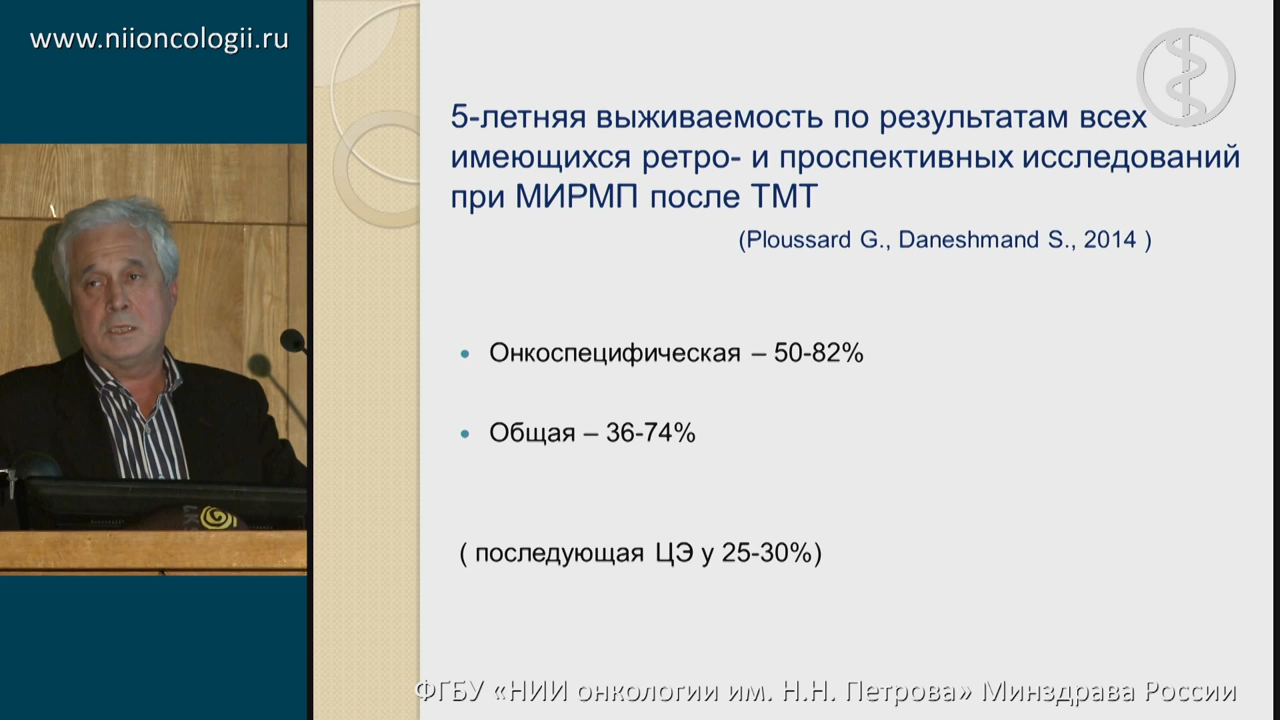 www.niioncologii.ru
5-летняя выживаемость по результатам всех
имеющихся ретро- и проспективных исследований
при МИРМП после ТМТ
(Ploussard G., Daneshmand S., 2014 )
• Онкоспецифическая – 50-82%
• Общая – 36-74%
( последующая ЦЭ у 25-30%)
ФГБУ «НИИ онкологии им. Н.Н. Петрова» Минздрава России